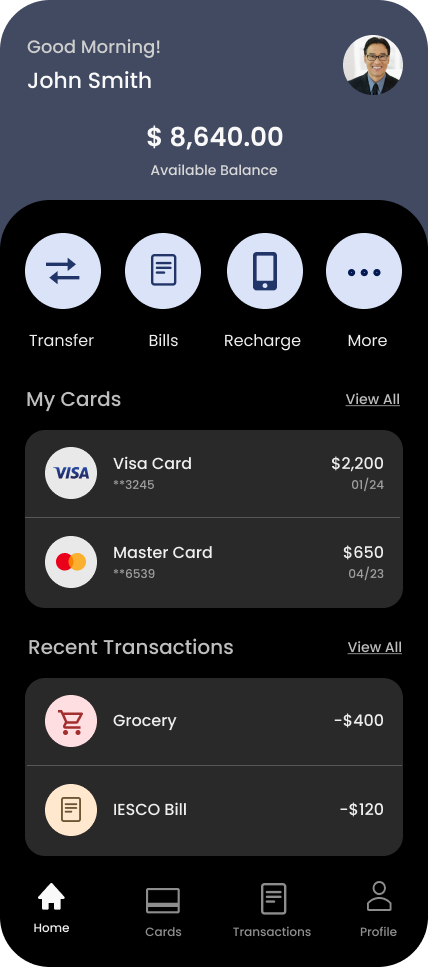 Good Morning!
John Smith
$ 8,640.00
Available Balance
Transfer Bills Recharge More
My Cards View All
VISA Visa Card $2,200
**3245 01/24
Master Card $650
**6539 04/23
Recent Transactions View All
Grocery -$400
IESCO Bill -$120
Home Cards Transactions Profile